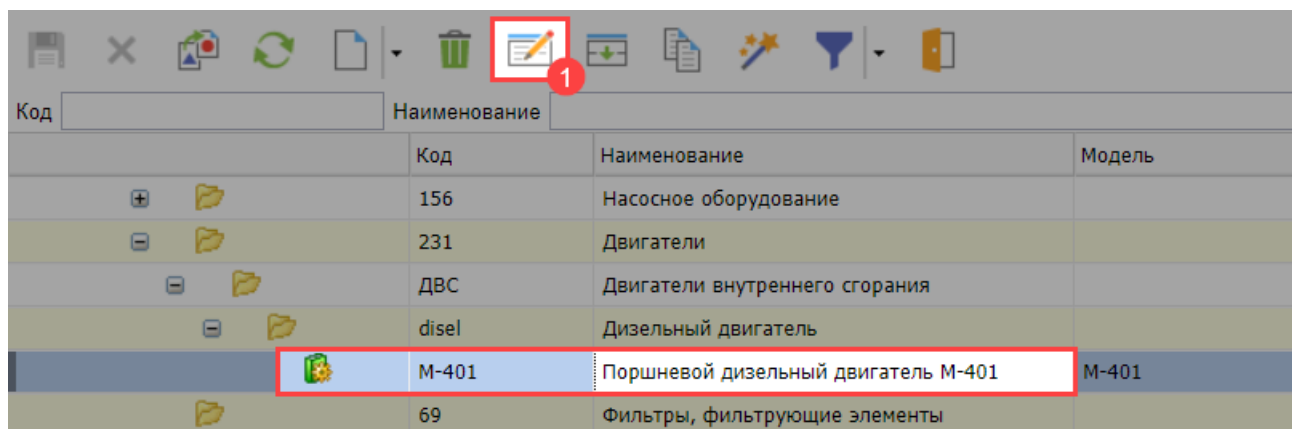 1
Код Наименование
Код Наименование Модель
156 Насосное оборудование
231 Двигатели
ДВС Двигатели внутреннего сгорания
disel Дизельный двигатель
М-401 Поршневой дизельный двигатель М-401 М-401
69 Фильтры, фильтрующие элементы